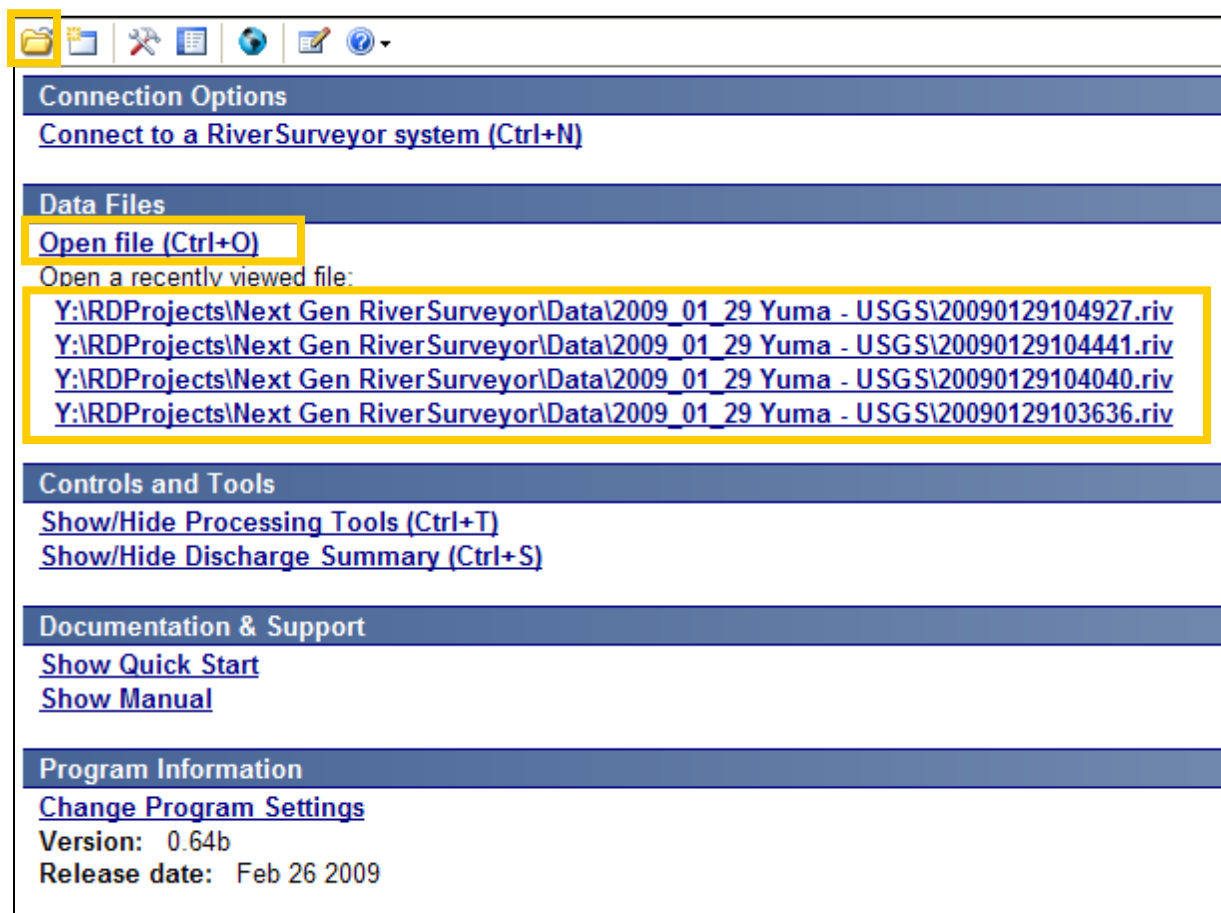 Connection Options
Connect to a RiverSurveyor system (Ctrl+N)
Data Files
Open file (Ctrl+O)
Open a recently viewed file:
Y:\RDProjects\Next Gen RiverSurveyor\Data\2009_01_29 Yuma - USGS\20090129104927.riv
Y:\RDProjects\Next Gen RiverSurveyor\Data\2009_01_29 Yuma - USGS\20090129104441.riv
Y:\RDProjects\Next Gen RiverSurveyor\Data\2009_01_29 Yuma - USGS\20090129104040.riv
Y:\RDProjects\Next Gen RiverSurveyor\Data\2009_01_29 Yuma - USGS\20090129103636.riv
Controls and Tools
Show/Hide Processing Tools (Ctrl+T)
Show/Hide Discharge Summary (Ctrl+S)
Documentation & Support
Show Quick Start
Show Manual
Program Information
Change Program Settings
Version: 0.64b
Release date: Feb 26 2009